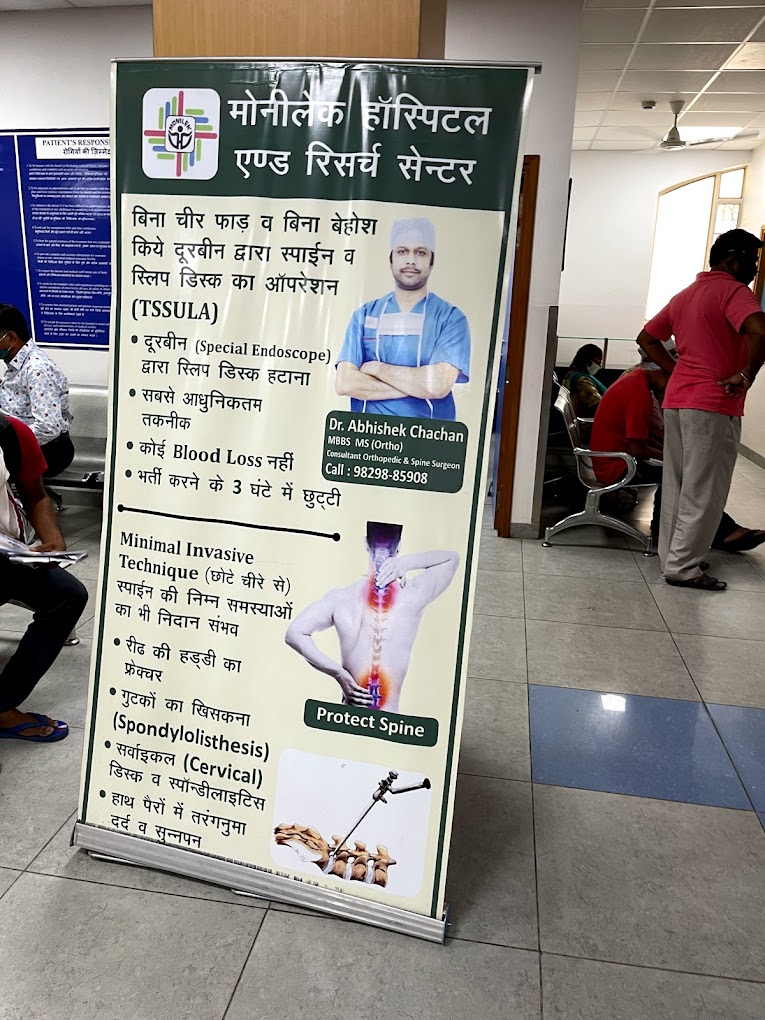 PATIENT'S RESPONS
रोगियों की जिम्मेद
MONILEK
मोनीलेक हॉस्पिटल
एण्ड रिसर्च सेन्टर
बिना चीर फाड़ व बिना बेहोश
किये दूरबीन द्वारा स्पाईन व
स्लिप डिस्क का ऑपरेशन
(TSSULA)
• दूरबीन (Special Endoscope)
द्वारा स्लिप डिस्क हटाना
• सबसे आधुनिकतम
तकनीक
• कोई Blood Loss नहीं
• भर्ती करने के 3 घंटे में छुट्टी
Dr. Abhishek Chachan
MBBS MS (Ortho)
Consultant Orthopedic & Spine Surgeon
Call : 98298-85908
Minimal Invasive
Technique (छोटे चीरे से)
स्पाईन की निम्न समस्याओं
का भी निदान संभव
• रीढ की हड्डी का
फ्रेक्चर
• गुटकों का खिसकना
(Spondylolisthesis)
• सर्वाइकल (Cervical)
डिस्क व स्पॉन्डीलाइटिस
• हाथ पैरों में तरंगनुमा
दर्द व सुन्नपन
Protect Spine